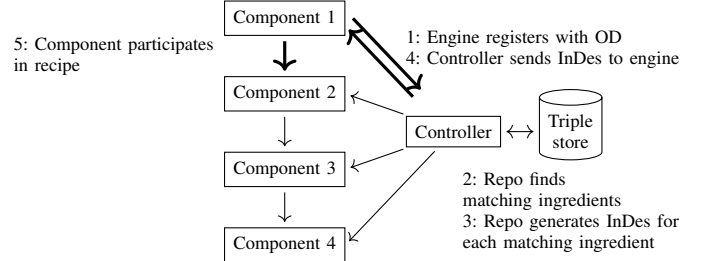 Component 1
5: Component participates
in recipe
1: Engine registers with OD
4: Controller sends InDes to engine
Component 2
Controller
Triple
store
Component 3
2: Repo finds
matching ingredients
3: Repo generates InDes for
each matching ingredient
Component 4